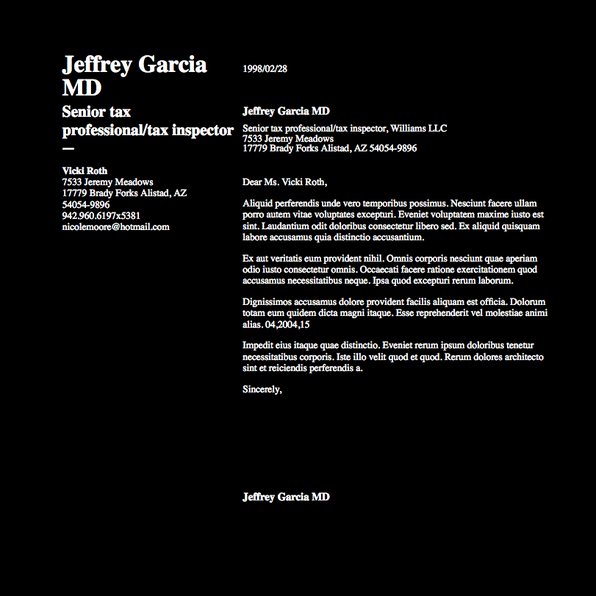 Jeffrey Garcia
MD
Senior tax
professional/tax inspector
—
Vicki Roth
7533 Jeremy Meadows
17779 Brady Forks Alistad, AZ
54054-9896
942.960.6197x5381
nicolemoore@hotmail.com
1998/02/28
Jeffrey Garcia MD
Senior tax professional/tax inspector, Williams LLC
7533 Jeremy Meadows
17779 Brady Forks Alistad, AZ 54054-9896
Dear Ms. Vicki Roth,
Aliquid perferendis unde vero temporibus possimus. Nesciunt facere ullam
porro autem vitae voluptates excepturi. Eveniet voluptatem maxime iusto est
sint. Laudantium odit doloribus consectetur libero sed. Ex aliquid quisquam
labore accusamus quia distinctio accusantium.
Ex aut veritatis eum provident nihil. Omnis corporis nesciunt quae aperiam
odio iusto consectetur omnis. Occaecati facere ratione exercitationem quod
accusamus necessitatibus neque. Ipsa quod excepturi rerum laborum.
Dignissimos accusamus dolore provident facilis aliquam est officia. Dolorum
totam eum quidem dicta magni itaque. Esse reprehenderit vel molestiae animi
alias. 04,2004,15
Impedit eius itaque quae distinctio. Eveniet rerum ipsum doloribus tenetur
necessitatibus corporis. Iste illo velit quod et quod. Rerum dolores architecto
sint et reiciendis perferendis a.
Sincerely,
Jeffrey Garcia MD